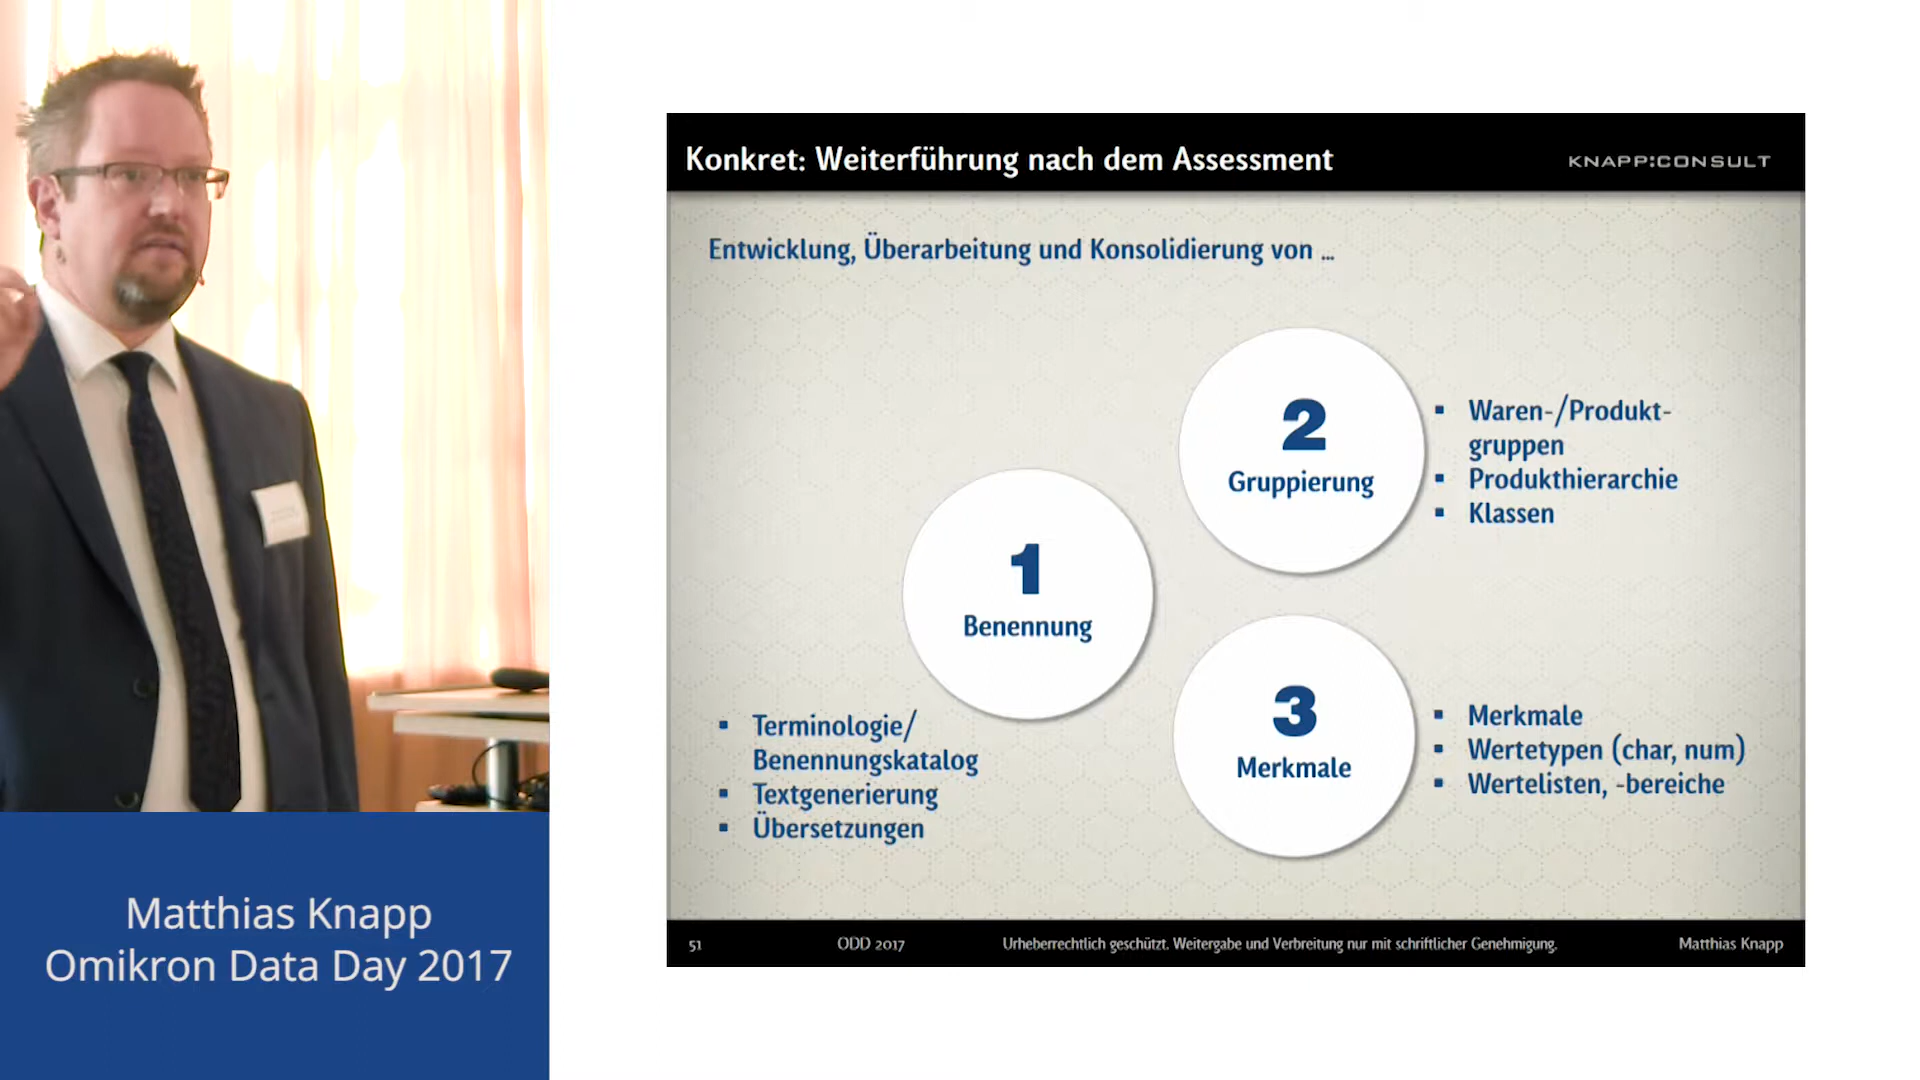 Konkret: Weiterführung nach dem Assessment
KNAPP:CONSULT
Entwicklung, Überarbeitung und Konsolidierung von ...
2
Gruppierung
▪ Waren-/Produkt-
gruppen
▪ Produkthierarchie
▪ Klassen
1
Benennung
▪ Terminologie/
Benennungskatalog
▪ Textgenerierung
▪ Übersetzungen
3
Merkmale
▪ Merkmale
▪ Wertetypen (char, num)
▪ Wertelisten, -bereiche
51
ODD 2017
Urheberrechtlich geschützt. Weitergabe und Verbreitung nur mit schriftlicher Genehmigung.
Matthias Knapp
Matthias Knapp
Omikron Data Day 2017